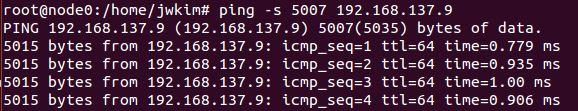 root@node0:/home/jwkim# ping -s 5007 192.168.137.9
PING 192.168.137.9 (192.168.137.9) 5007(5035) bytes of data.
5015 bytes from 192.168.137.9: icmp_seq=1 ttl=64 time=0.779 ms
5015 bytes from 192.168.137.9: icmp_seq=2 ttl=64 time=0.935 ms
5015 bytes from 192.168.137.9: icmp_seq=3 ttl=64 time=1.00 ms
5015 bytes from 192.168.137.9: icmp_seq=4 ttl=64 time=0.906 ms